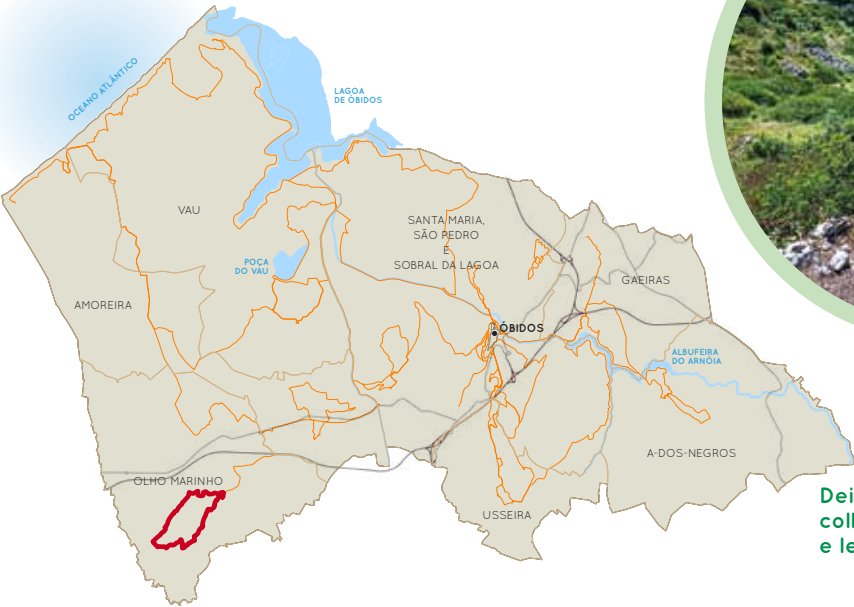 OCEANO ATLÂNTICO
LAGOA
DE ÓBIDOS
VAU
SANTA MARIA,
SÃO PEDRO
E
SOBRAL DA LAGOA
POÇA
DO VAU
GAEIRAS
AMOREIRA
ÓBIDOS
ALBUFEIRA
DO ARNÓIA
A-DOS-NEGROS
OLHO MARINHO
USSEIRA
Dei
coll
e le